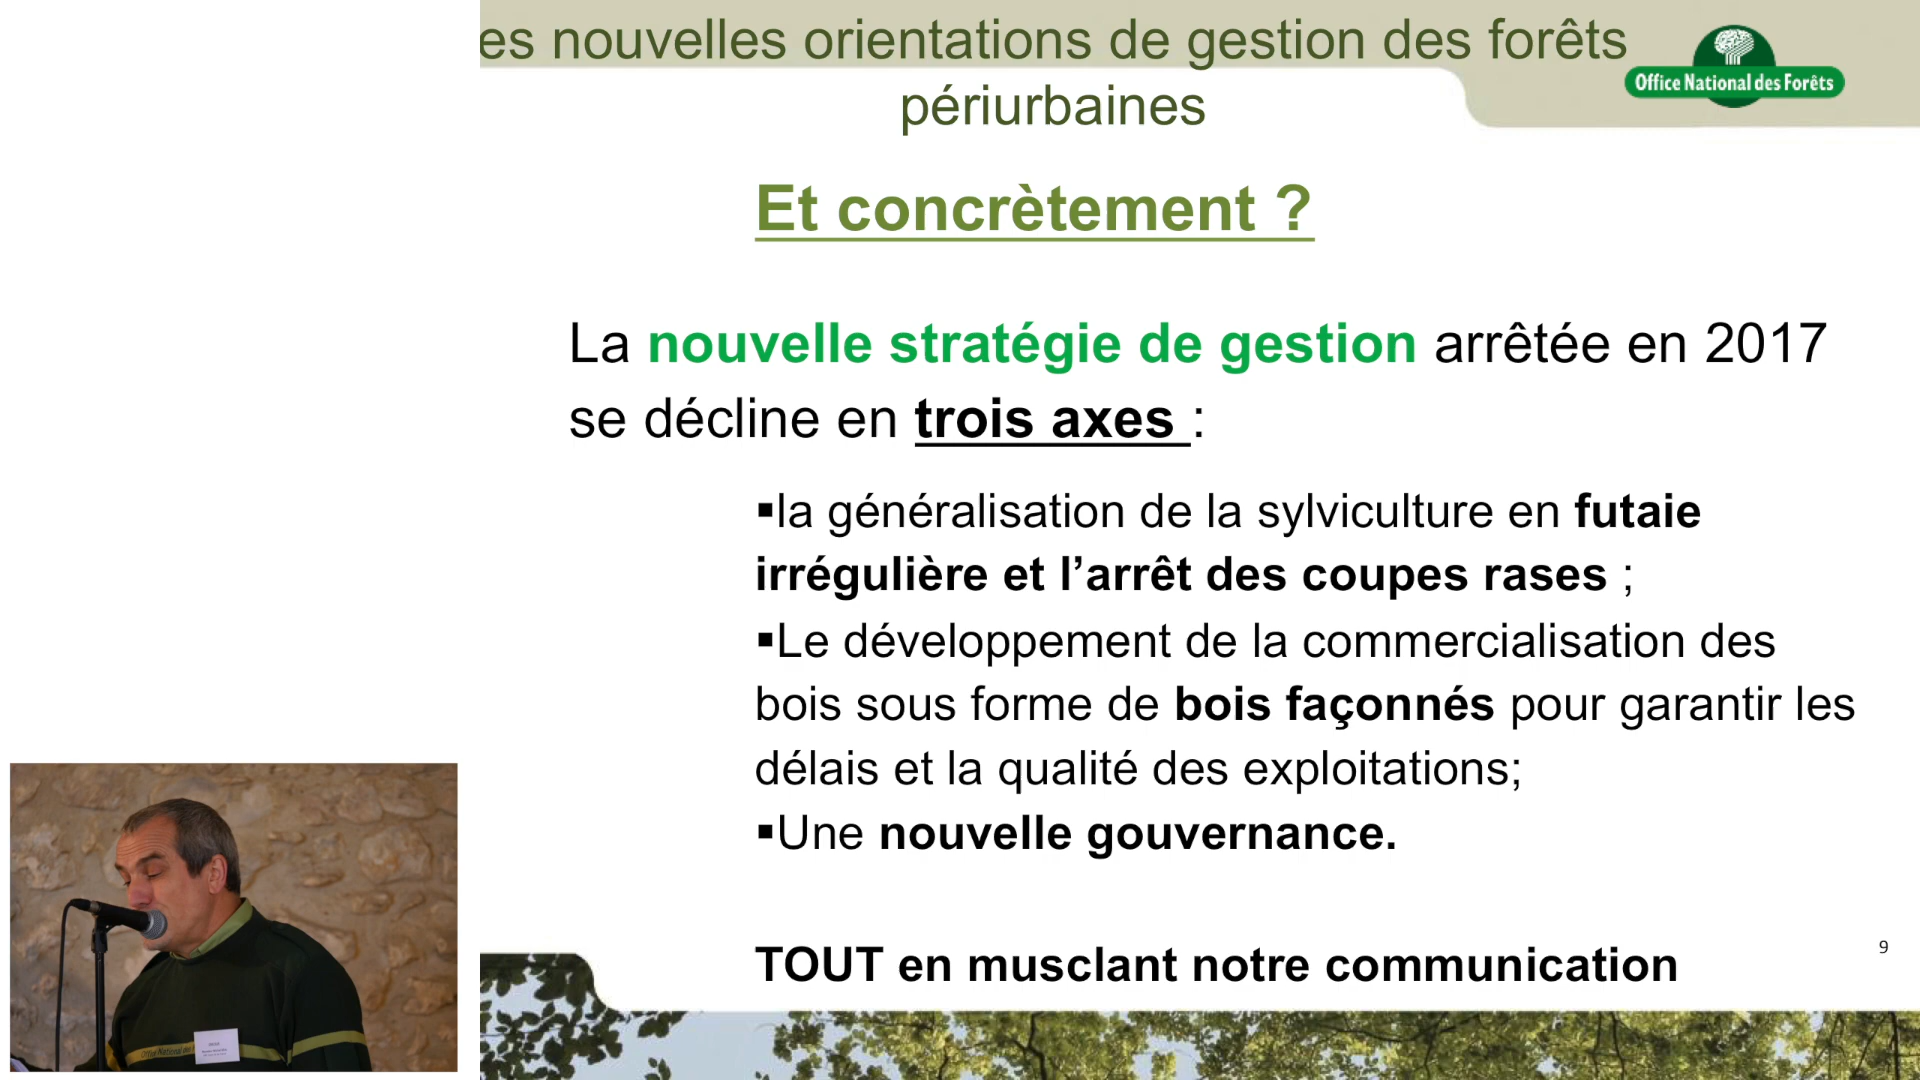 es nouvelles orientations de gestion des forêts
périurbaines
Office National des Forêts
Et concrètement ?
La nouvelle stratégie de gestion arrêtée en 2017
se décline en trois axes :
▪la généralisation de la sylviculture en futaie
irrégulière et l’arrêt des coupes rases ;
▪Le développement de la commercialisation des
bois sous forme de bois façonnés pour garantir les
délais et la qualité des exploitations;
▪Une nouvelle gouvernance.
TOUT en musclant notre communication
9
Office National des